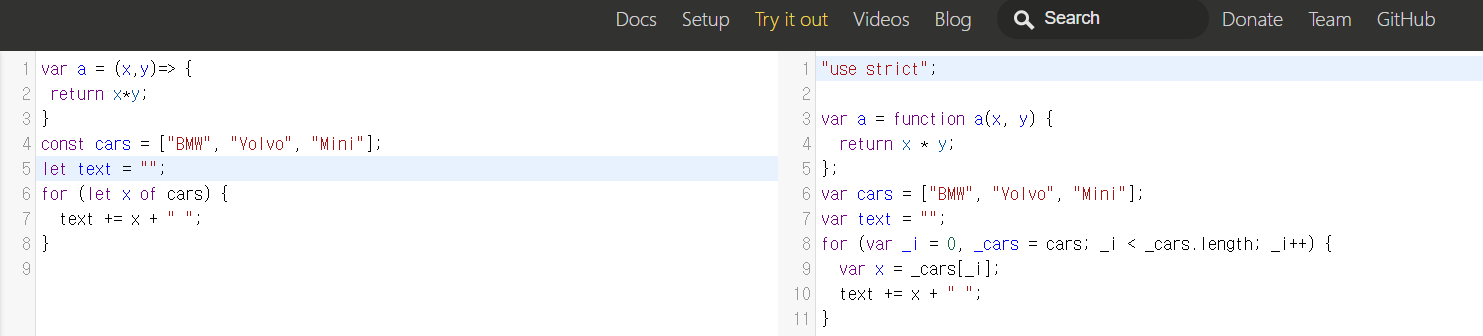 Docs Setup Try it out Videos Blog Search Donate Team GitHub
1 var a = (x,y)=> {
2  return x*y;
3 }
4 const cars = ["BMW", "Volvo", "Mini"];
5 let text = "";
6 for (let x of cars) {
7   text += x + " ";
8 }
9
1 "use strict";
2
3 var a = function a(x, y) {
4   return x * y;
5 };
6 var cars = ["BMW", "Volvo", "Mini"];
7 var text = "";
8 for (var _i = 0, _cars = cars; _i < _cars.length; _i++) {
9   var x = _cars[_i];
10   text += x + " ";
11 }